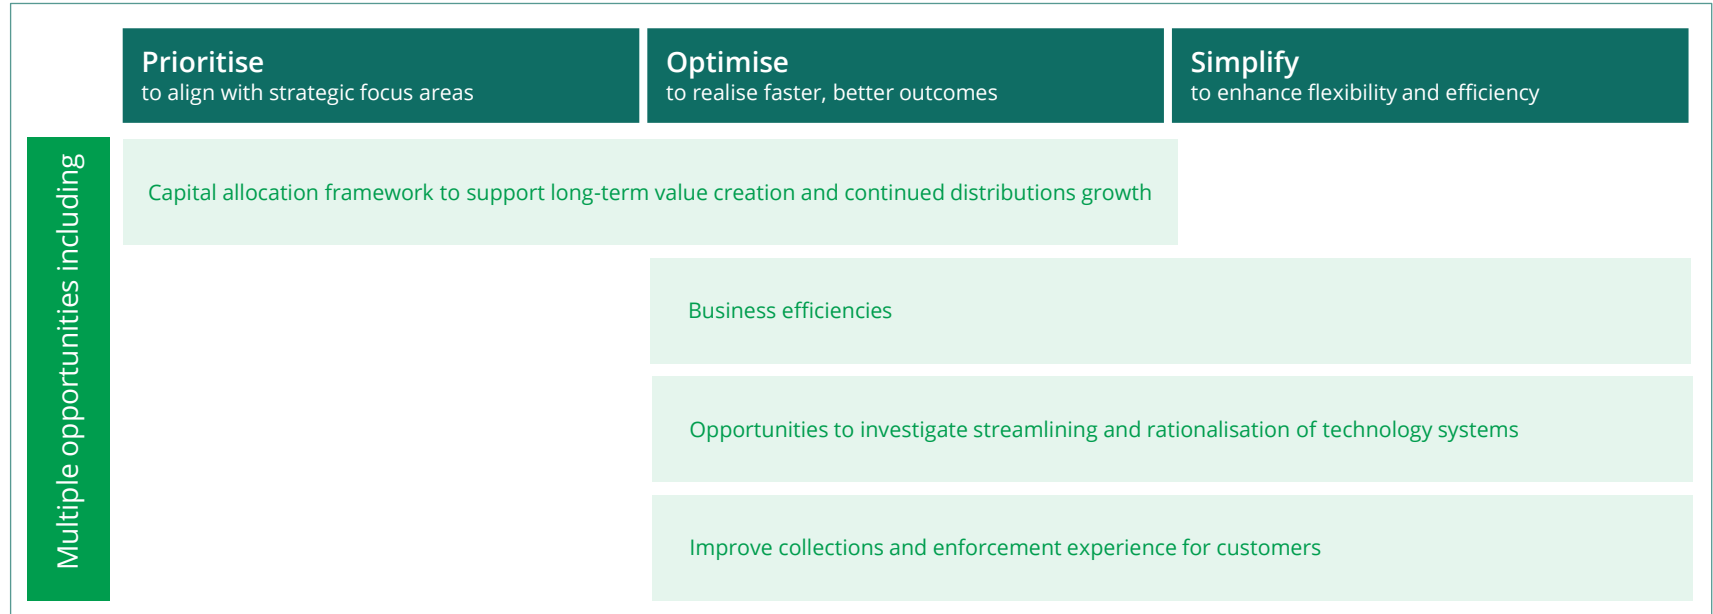 Prioritise
to align with strategic focus areas
Optimise
to realise faster, better outcomes
Simplify
to enhance flexibility and efficiency
Multiple opportunities including
Capital allocation framework to support long-term value creation and continued distributions growth
Business efficiencies
Opportunities to investigate streamlining and rationalisation of technology systems
Improve collections and enforcement experience for customers